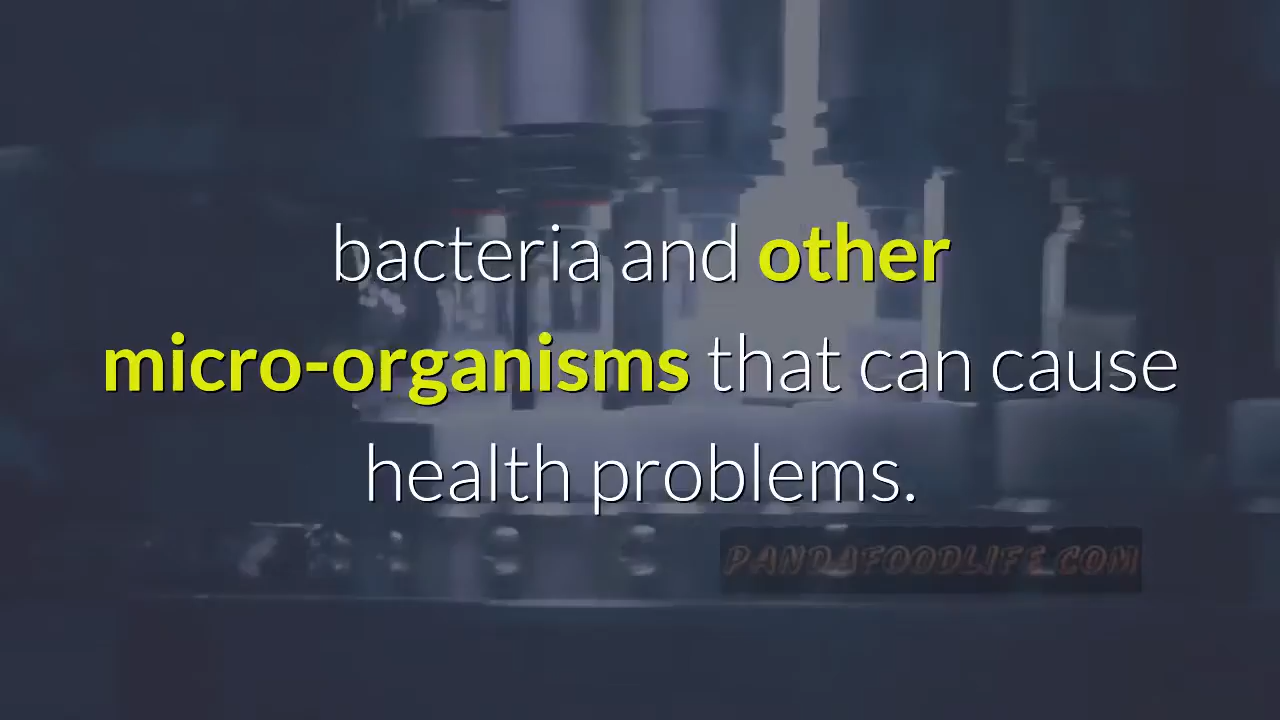 bacteria and other
micro-organisms that can cause
health problems.
PANDAFOODLIFE.COM